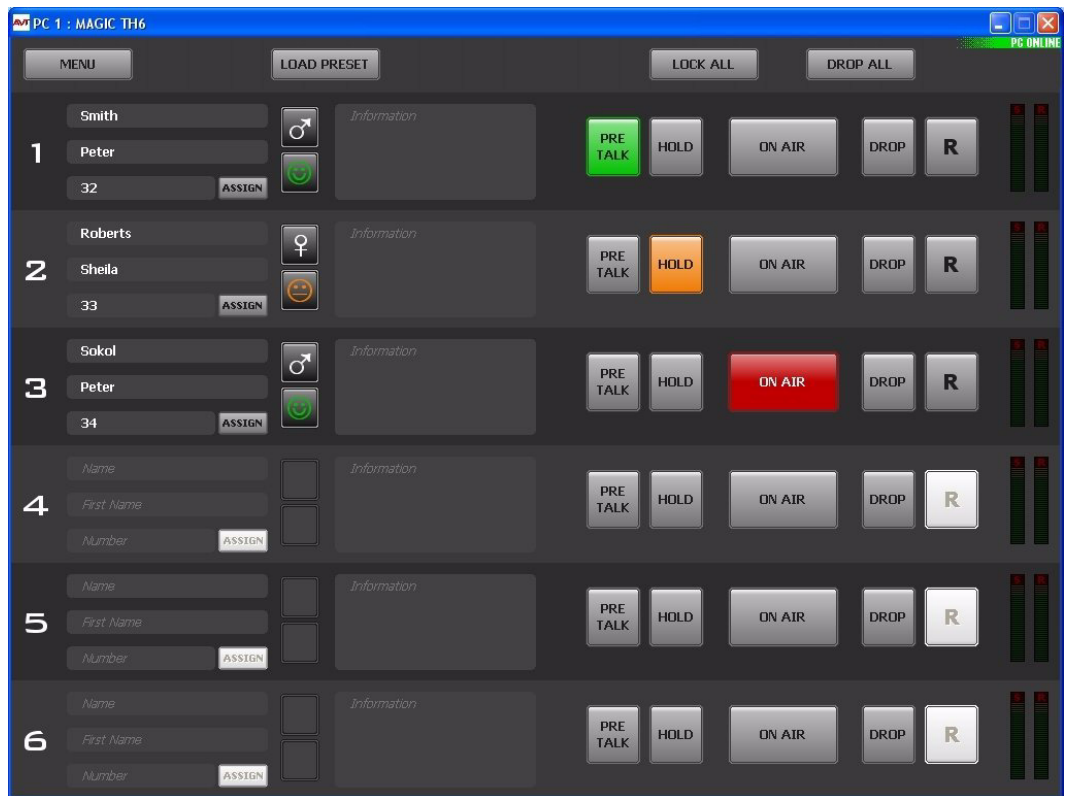 AVT PC 1 : MAGIC TH6
PC ONLINE
MENU LOAD PRESET LOCK ALL DROP ALL
1
Smith
Peter
32 ASSIGN
Information
PRE
TALK
HOLD ON AIR DROP R
S R
2
Roberts
Sheila
33 ASSIGN
Information
PRE
TALK
HOLD ON AIR DROP R
S R
3
Sokol
Peter
34 ASSIGN
Information
PRE
TALK
HOLD ON AIR DROP R
S R
4
Name
First Name
Number ASSIGN
Information
PRE
TALK
HOLD ON AIR DROP R
S R
5
Name
First Name
Number ASSIGN
Information
PRE
TALK
HOLD ON AIR DROP R
S R
6
Name
First Name
Number ASSIGN
Information
PRE
TALK
HOLD ON AIR DROP R
S R